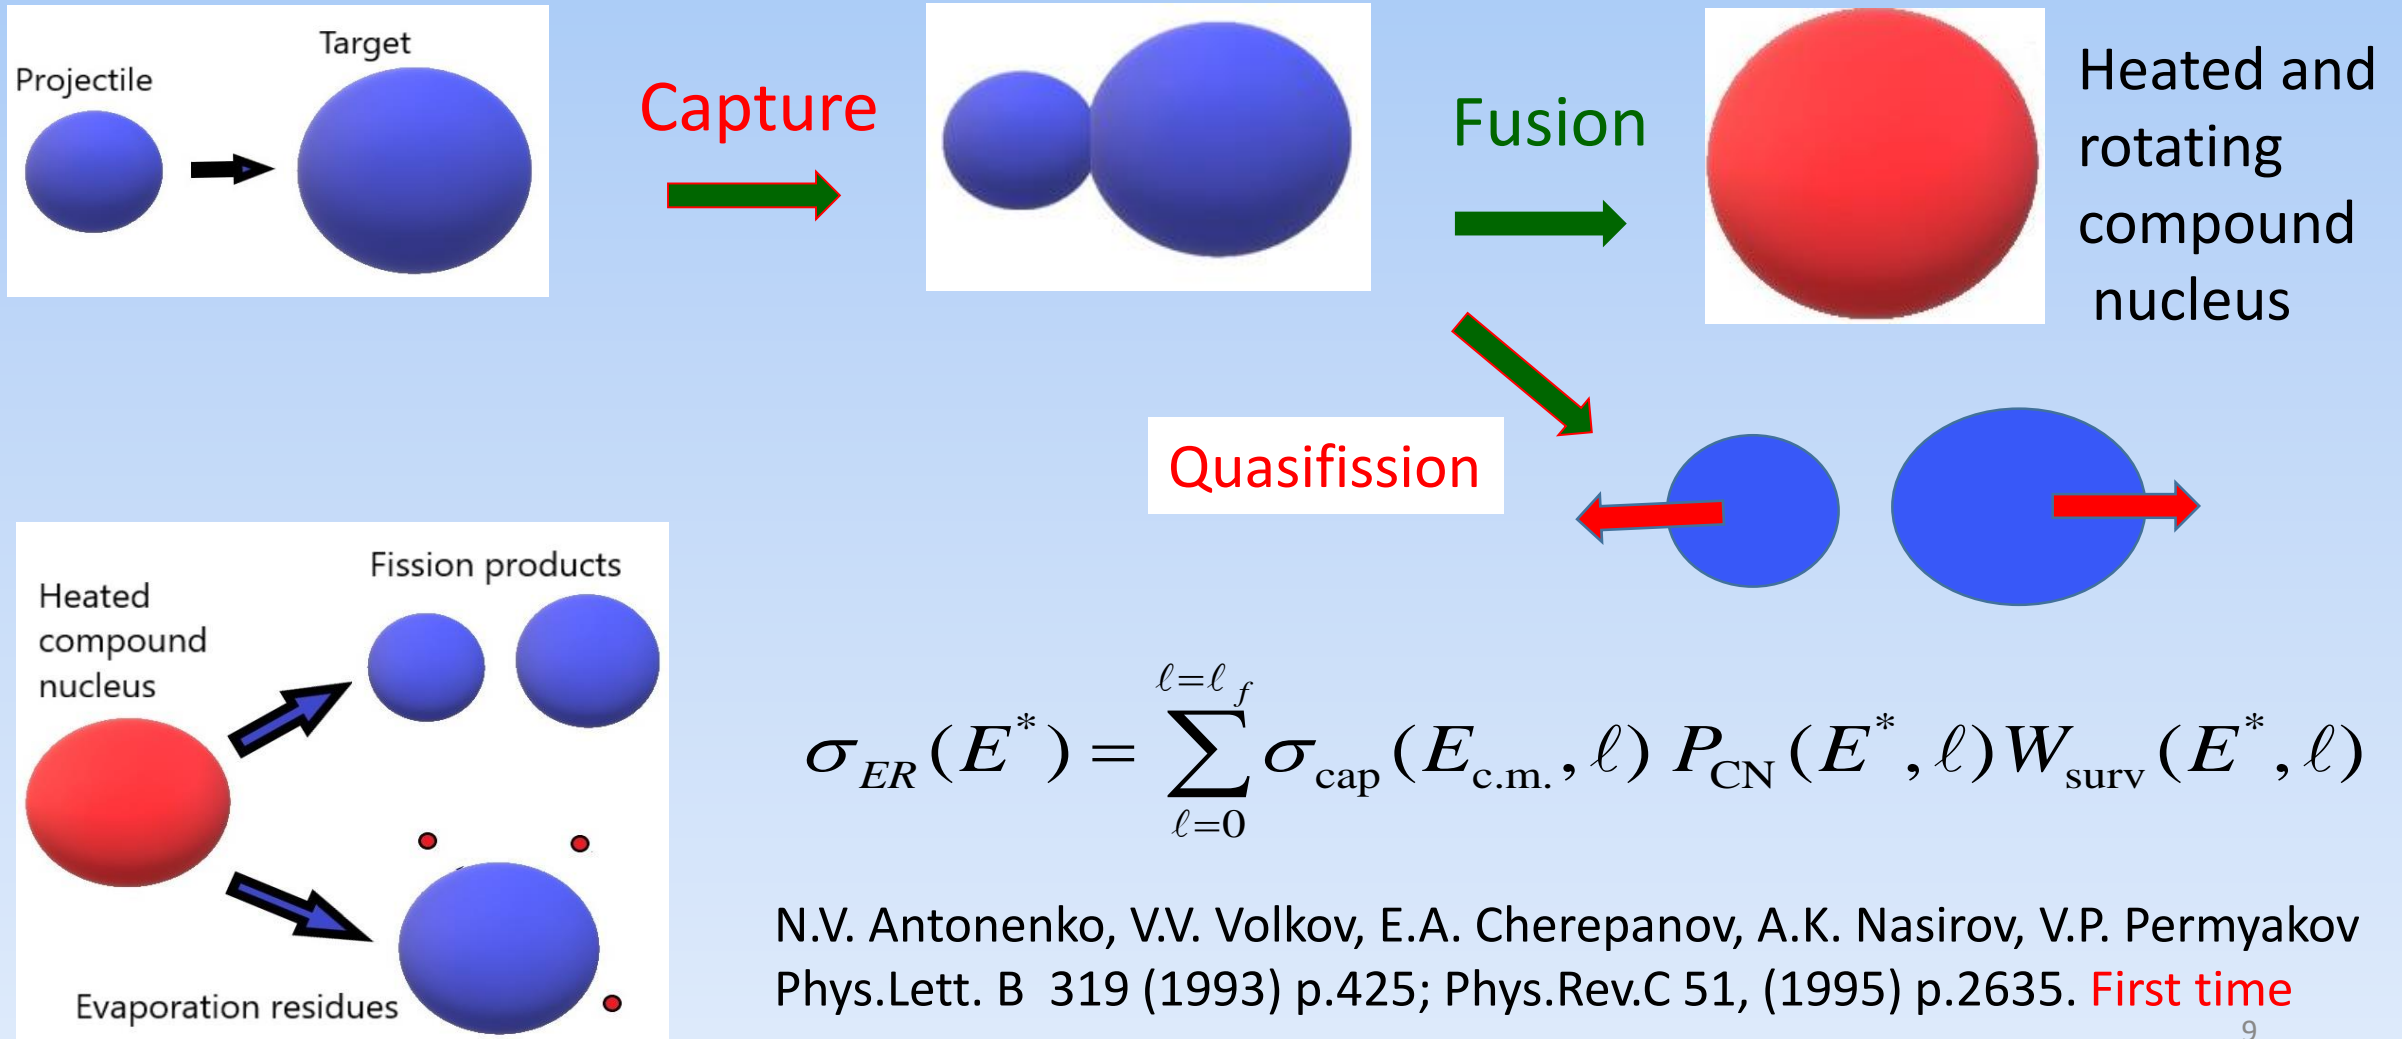 Projectile
Target
Capture
Fusion
Heated and
rotating
compound
nucleus
Quasifission
Heated
compound
nucleus
Fission products
Evaporation residues
σ_ER(E*) = ∑_{ℓ=0}^{ℓ=ℓ_f} σ_cap(E_c.m., ℓ) P_CN(E*, ℓ) W_surv(E*, ℓ)
N.V. Antonenko, V.V. Volkov, E.A. Cherepanov, A.K. Nasirov, V.P. Permyakov
Phys.Lett. B 319 (1993) p.425; Phys.Rev.C 51, (1995) p.2635. First time
9